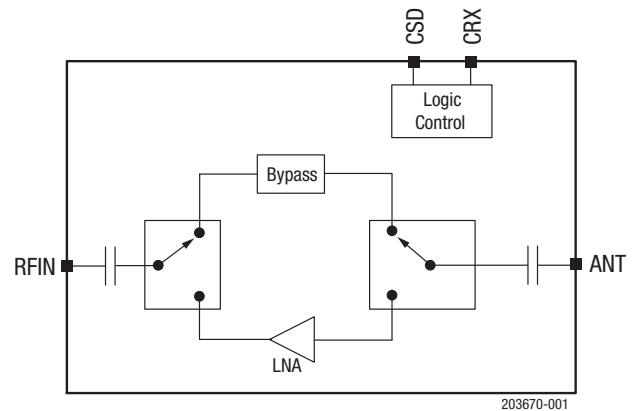 CSD
CRX
Logic
Control
Bypass
RFIN
ANT
LNA
203670-001